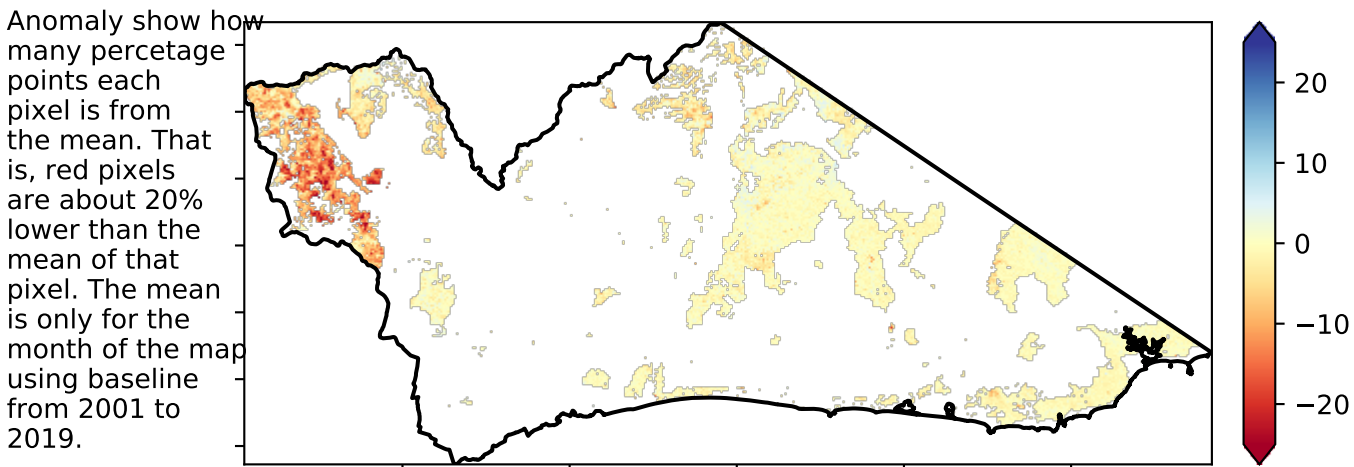 Anomaly show how
many percetage
points each
pixel is from
the mean. That
is, red pixels
are about 20%
lower than the
mean of that
pixel. The mean
is only for the
month of the map
using baseline
from 2001 to
2019.
20
10
0
−10
−20